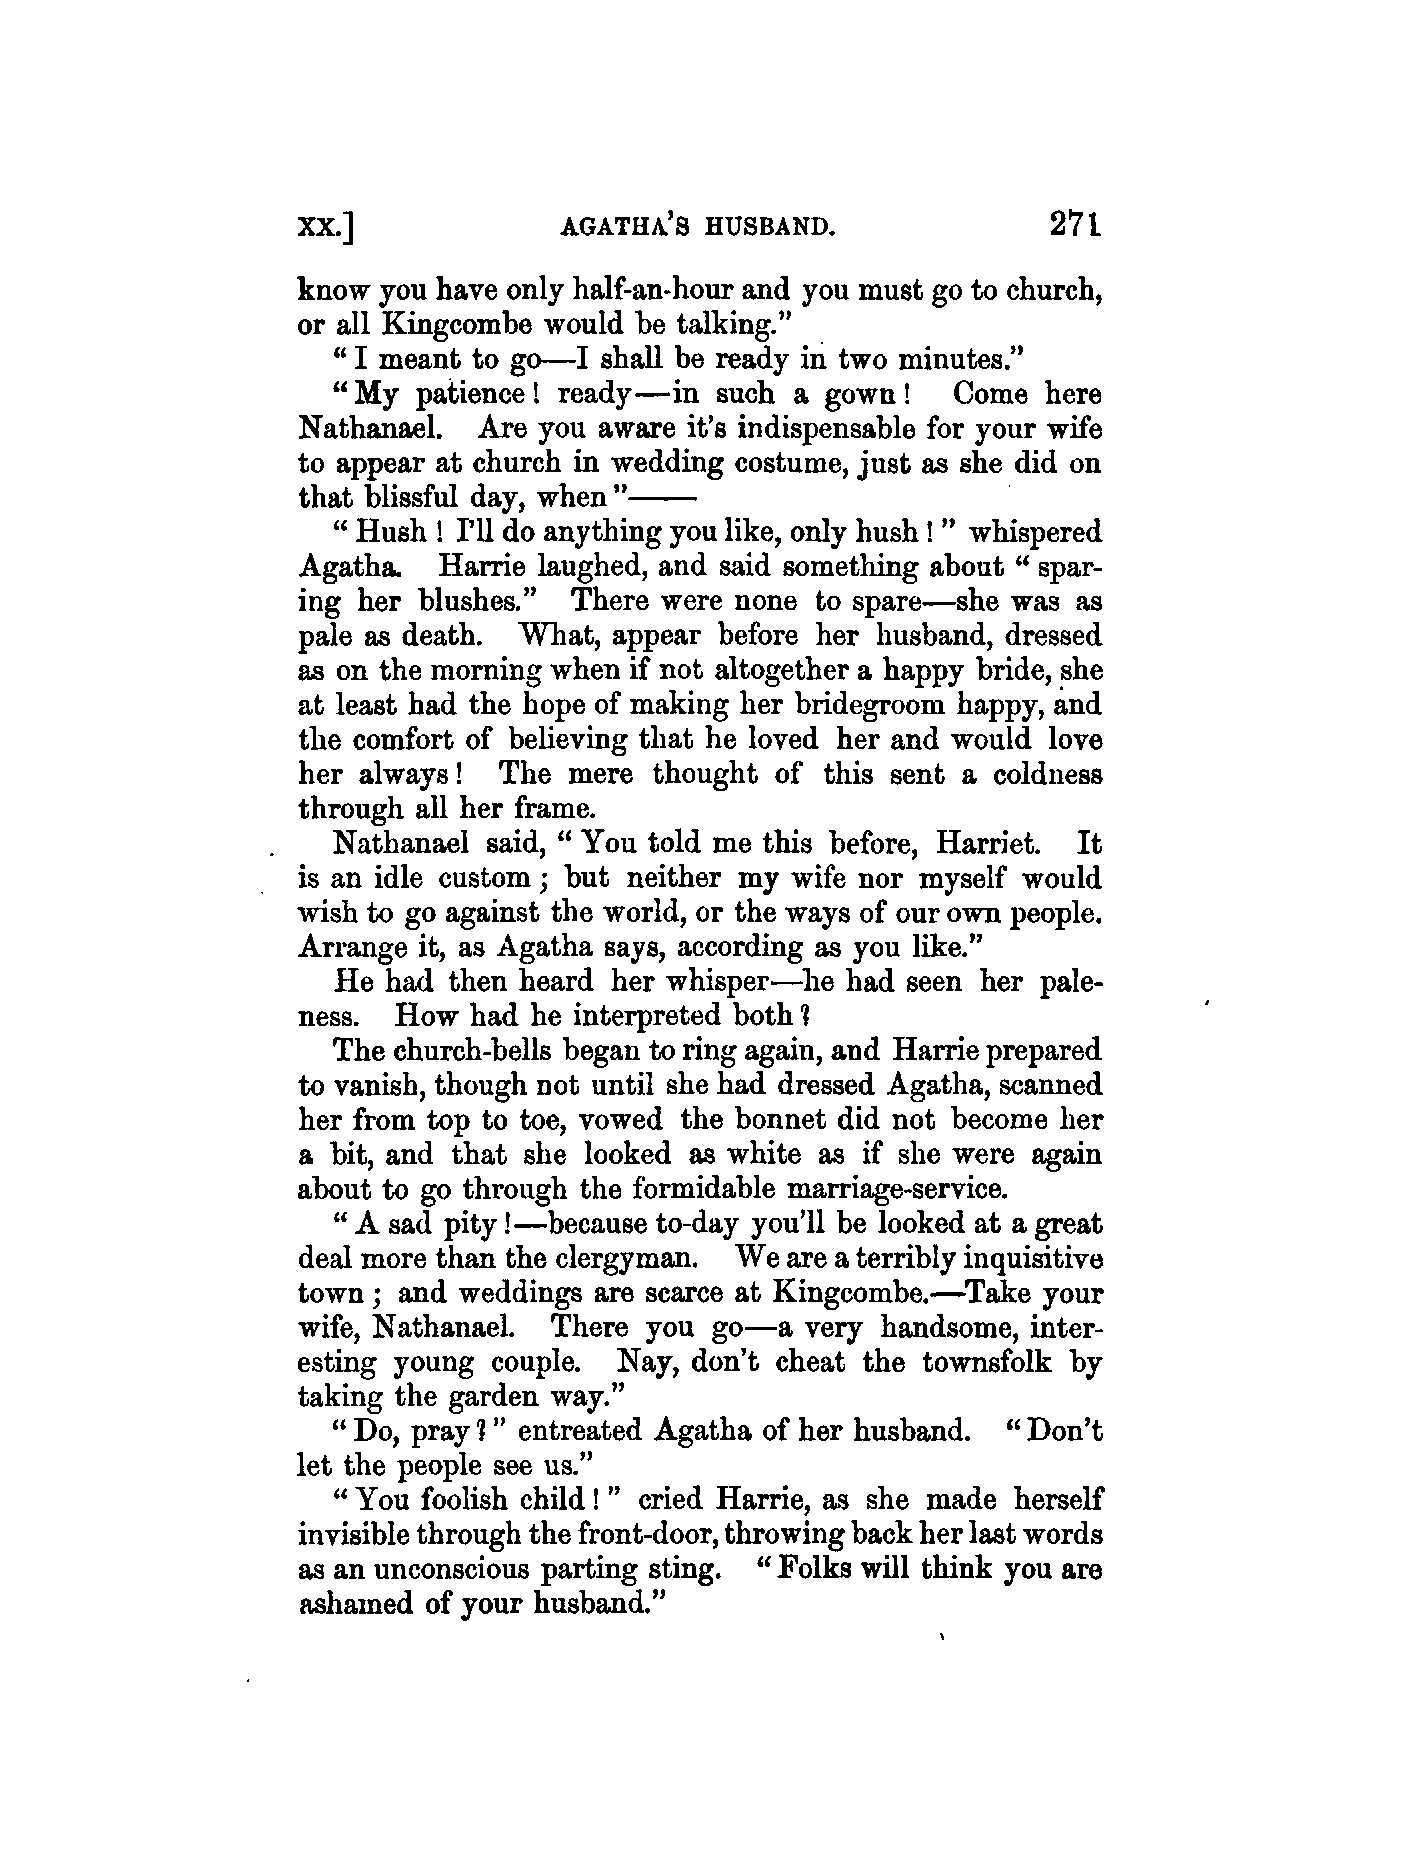 XX.] AGATHA'S HUSBAND. 271
know you have only half-an-hour and you must go to church,
or all Kingcombe would be talking."
"I meant to go—I shall be ready in two minutes."
"My patience! ready—in such a gown! Come here
Nathanael. Are you aware it's indispensable for your wife
to appear at church in wedding costume, just as she did on
that blissful day, when"——
"Hush! I'll do anything you like, only hush!" whispered
Agatha. Harrie laughed, and said something about "spar-
ing her blushes." There were none to spare—she was as
pale as death. What, appear before her husband, dressed
as on the morning when if not altogether a happy bride, she
at least had the hope of making her bridegroom happy, and
the comfort of believing that he loved her and would love
her always! The mere thought of this sent a coldness
through all her frame.
Nathanael said, "You told me this before, Harriet. It
is an idle custom; but neither my wife nor myself would
wish to go against the world, or the ways of our own people.
Arrange it, as Agatha says, according as you like."
He had then heard her whisper—he had seen her pale-
ness. How had he interpreted both?
The church-bells began to ring again, and Harrie prepared
to vanish, though not until she had dressed Agatha, scanned
her from top to toe, vowed the bonnet did not become her
a bit, and that she looked as white as if she were again
about to go through the formidable marriage-service.
"A sad pity!—because to-day you'll be looked at a great
deal more than the clergyman. We are a terribly inquisitive
town; and weddings are scarce at Kingcombe.—Take your
wife, Nathanael. There you go—a very handsome, inter-
esting young couple. Nay, don't cheat the townsfolk by
taking the garden way."
"Do, pray?" entreated Agatha of her husband. "Don't
let the people see us."
"You foolish child!" cried Harrie, as she made herself
invisible through the front-door, throwing back her last words
as an unconscious parting sting. "Folks will think you are
ashamed of your husband."